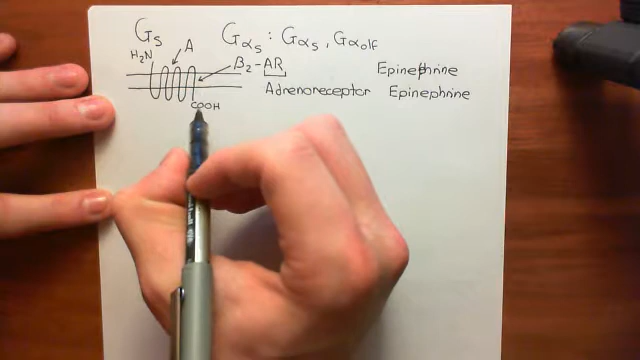 Gs
Gαs : Gαs, Gαolf
H₂N
A
β₂-AR
Epinephrine
Adrenoreceptor Epinephrine
COOH